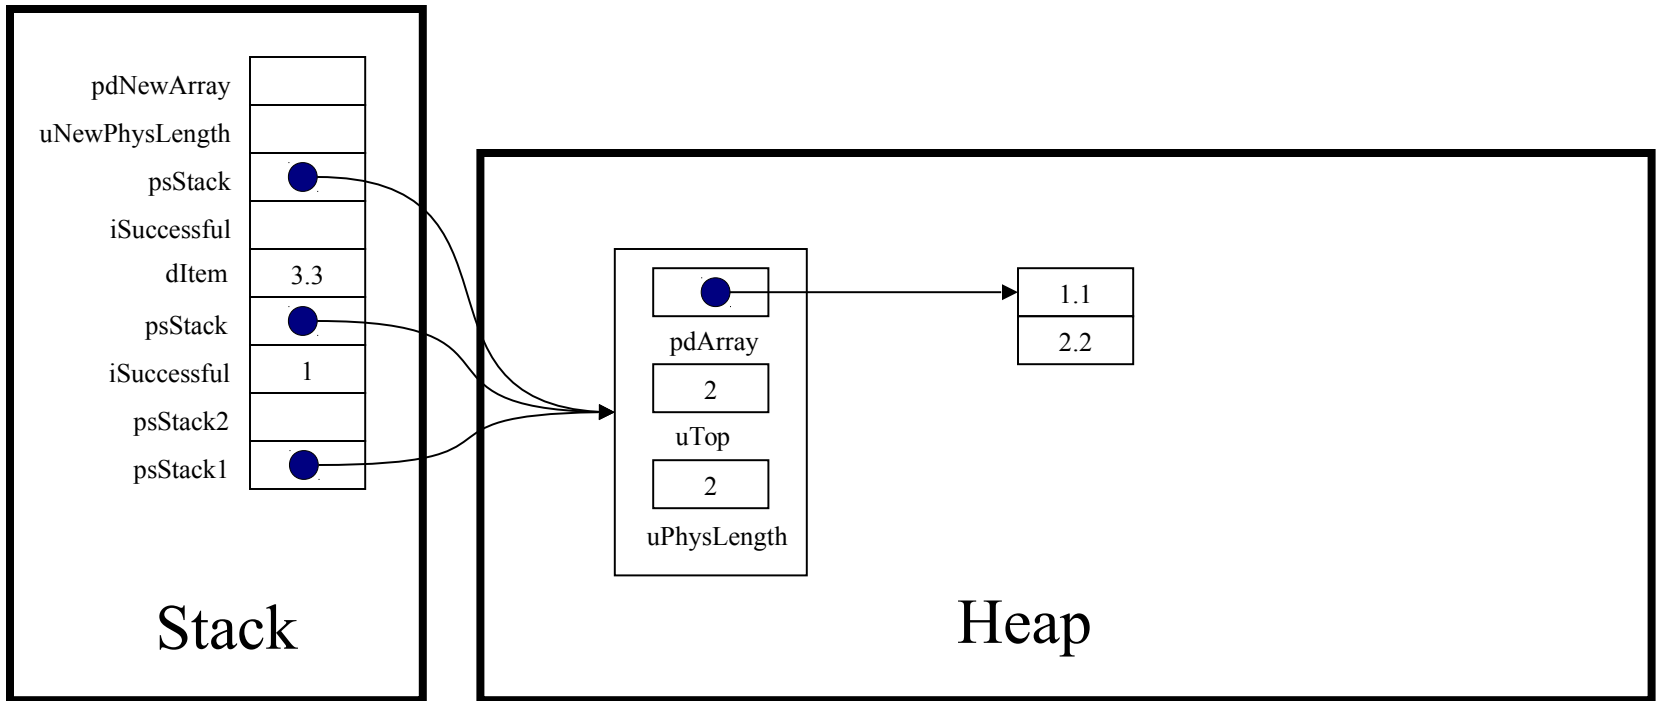 pdNewArray
uNewPhysLength
psStack
iSuccessful
dItem 3.3
psStack
iSuccessful 1
psStack2
psStack1
Stack
pdArray
2
uTop
2
uPhysLength
1.1
2.2
Heap